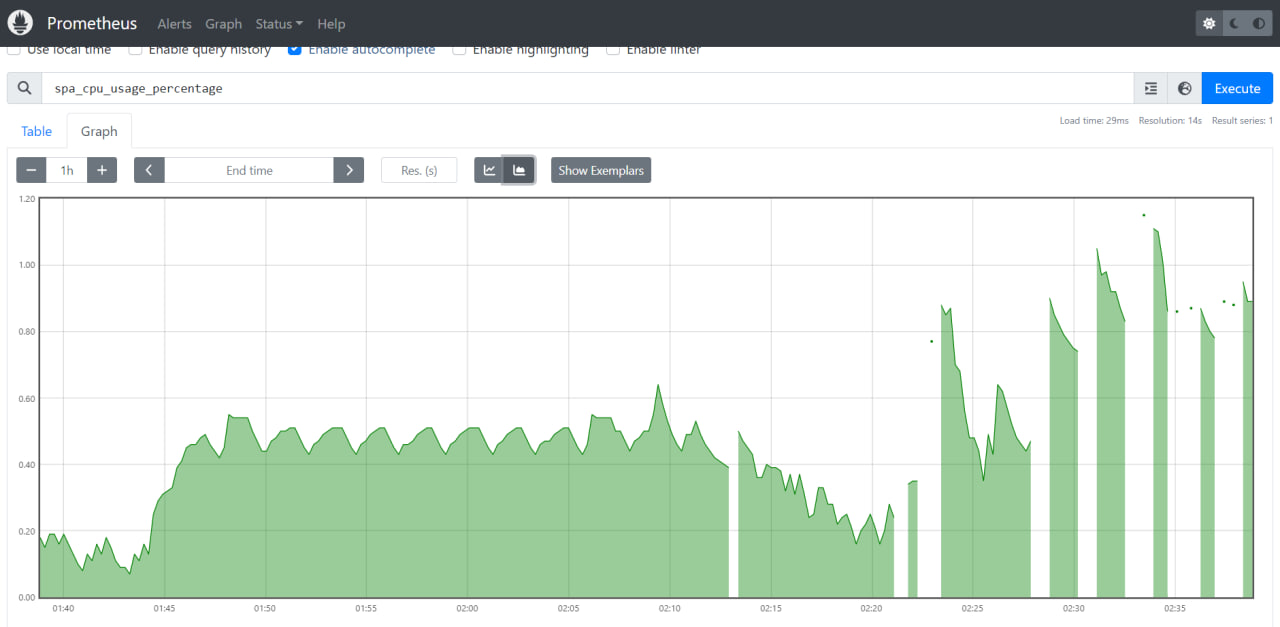 Prometheus Alerts Graph Status Help
Use local time Enable query history Enable autocomplete Enable highlighting Enable linter
spa_cpu_usage_percentage Execute
Table Graph Load time: 29ms Resolution: 14s Result series: 1
1h End time Res. (s) Show Exemplars
1.20
1.00
0.80
0.60
0.40
0.20
0.00
01:40 01:45 01:50 01:55 02:00 02:05 02:10 02:15 02:20 02:25 02:30 02:35